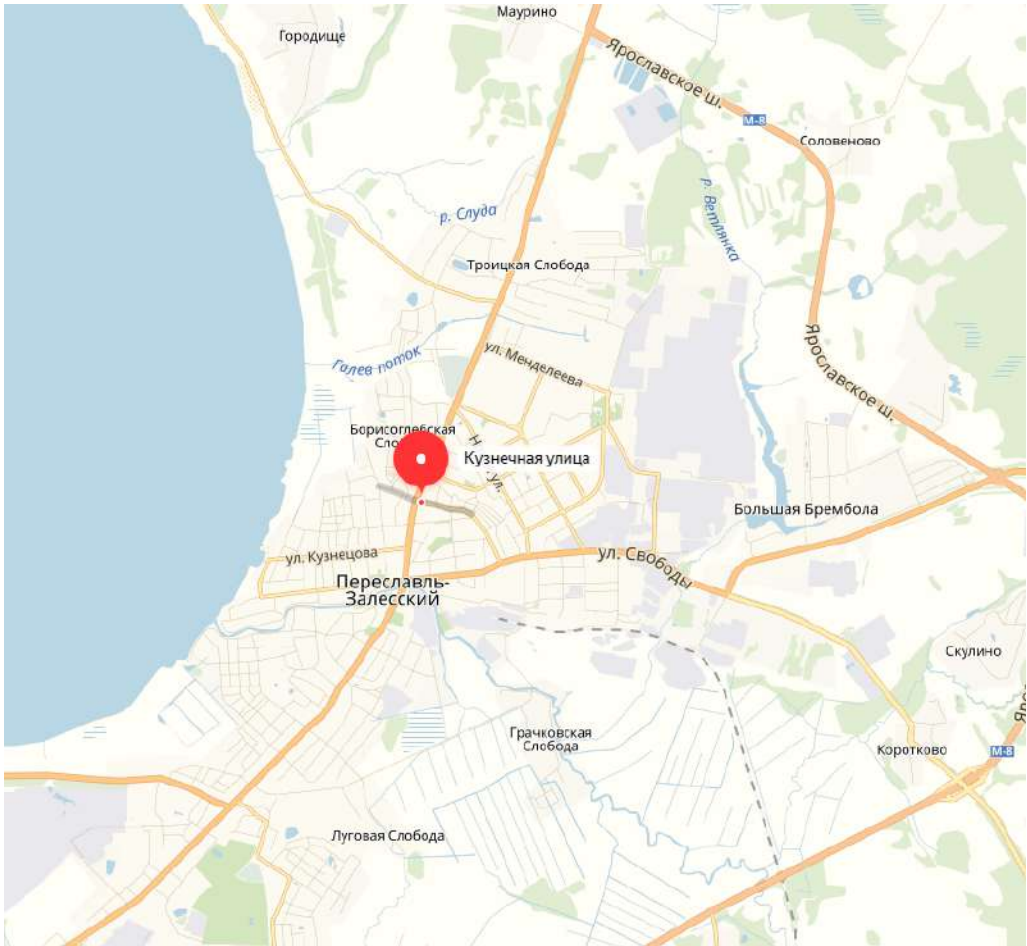 Маурино
Городище
Ярославское ш.
М-8
Соловеново
р. Слуда
р. Ветлянка
Троицкая Слобода
Ярославское ш.
Галев поток
ул. Менделеева
Борисоглебская
Кузнечная улица
ул.
Большая Брембола
ул. Кузнецова
ул. Свободы
Переславль-
Залесский
Скулино
Грачковская
Слобода
Коротково
М-8
Луговая Слобода